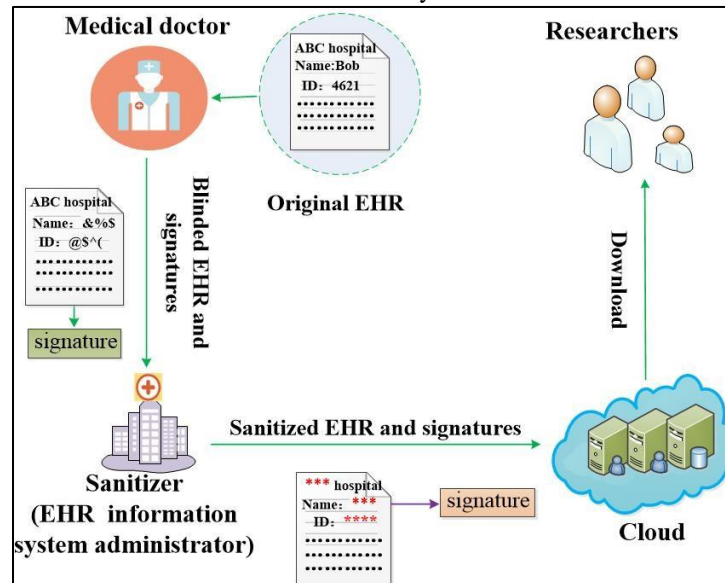 Medical doctor
ABC hospital
Name:Bob
ID: 4621
Original EHR
Researchers
ABC hospital
Name: &%$
ID: @$^(
signature
Blinded EHR and
signatures
Download
Sanitizer
(EHR information
system administrator)
Sanitized EHR and signatures
*** hospital
Name: ***
ID: ****
signature
Cloud